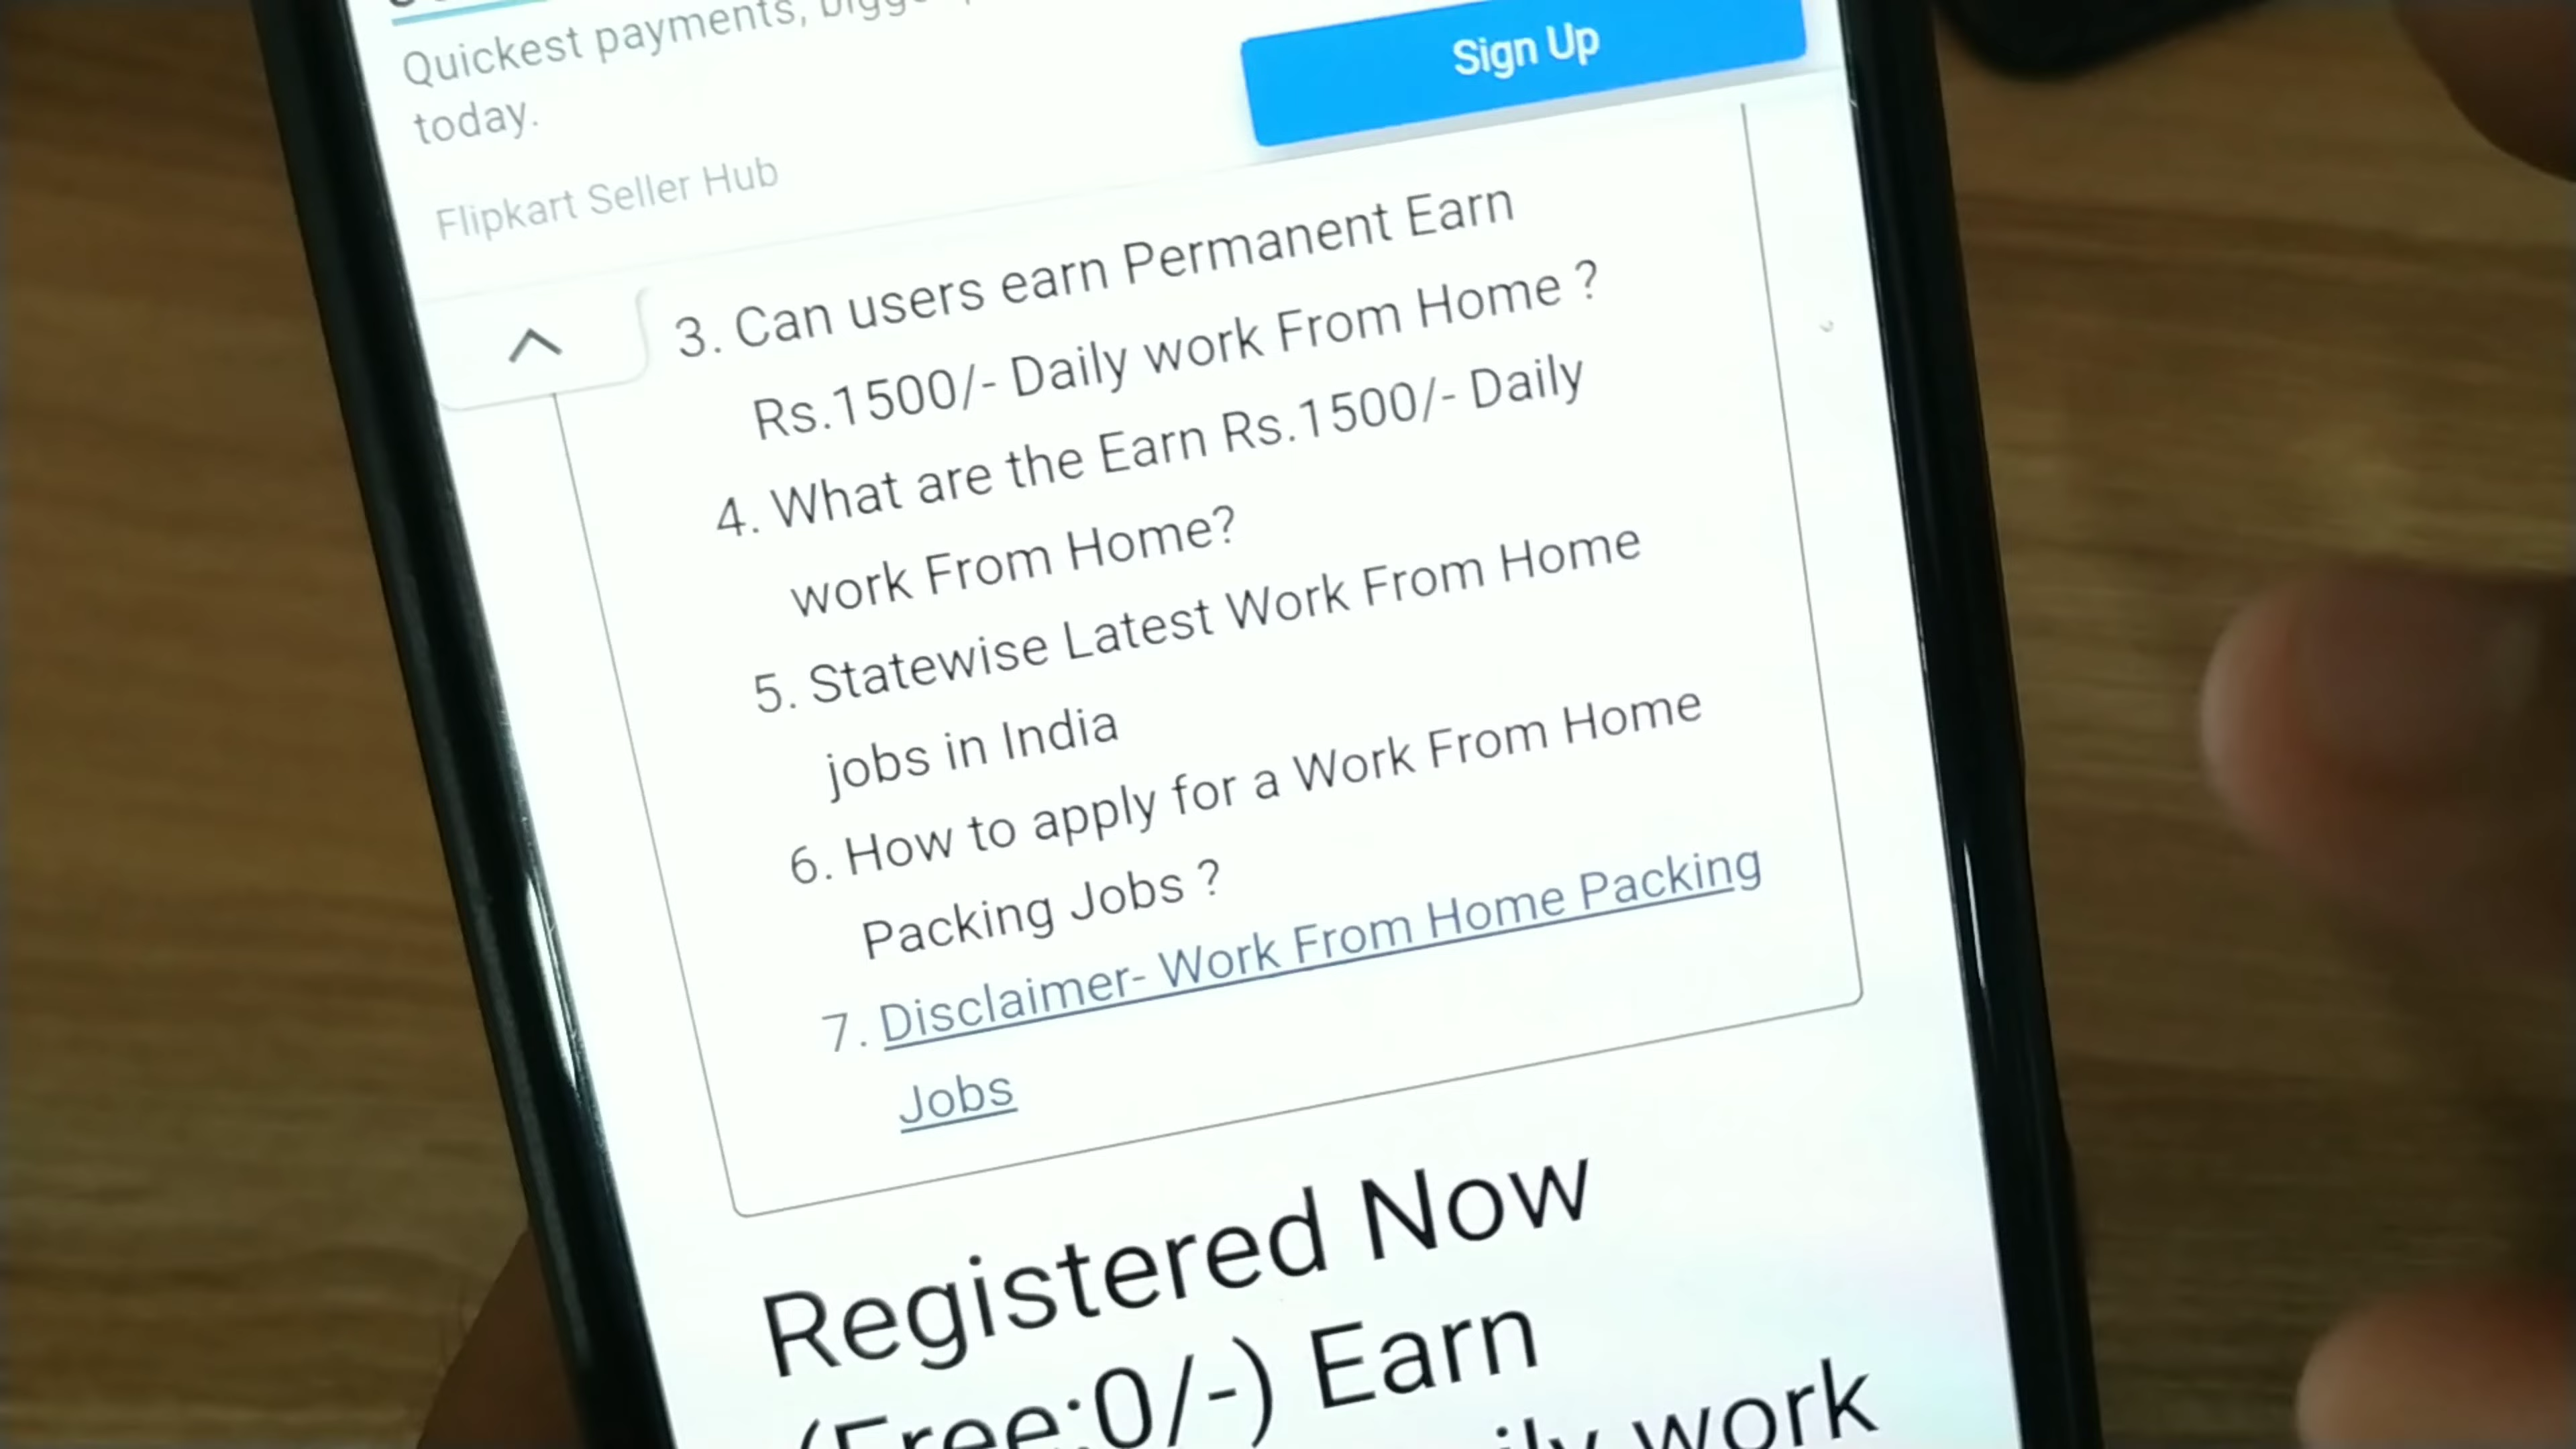 Quickest payments,
today.
Sign Up
Flipkart Seller Hub
3. Can users earn Permanent Earn
Rs.1500/- Daily work From Home ?
4. What are the Earn Rs.1500/- Daily
work From Home?
5. Statewise Latest Work From Home
jobs in India
6. How to apply for a Work From Home
Packing Jobs ?
7. Disclaimer- Work From Home Packing
Jobs
Registered Now
(Free:0/-) Earn
work